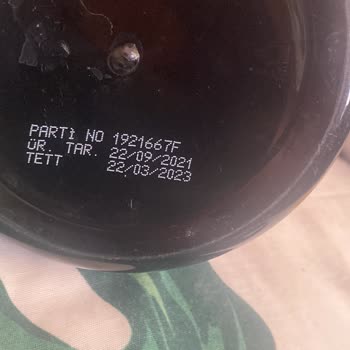 PARTİ NO 1921667F
ÜR. TAR. 22/09/2021
TETT 22/03/2023